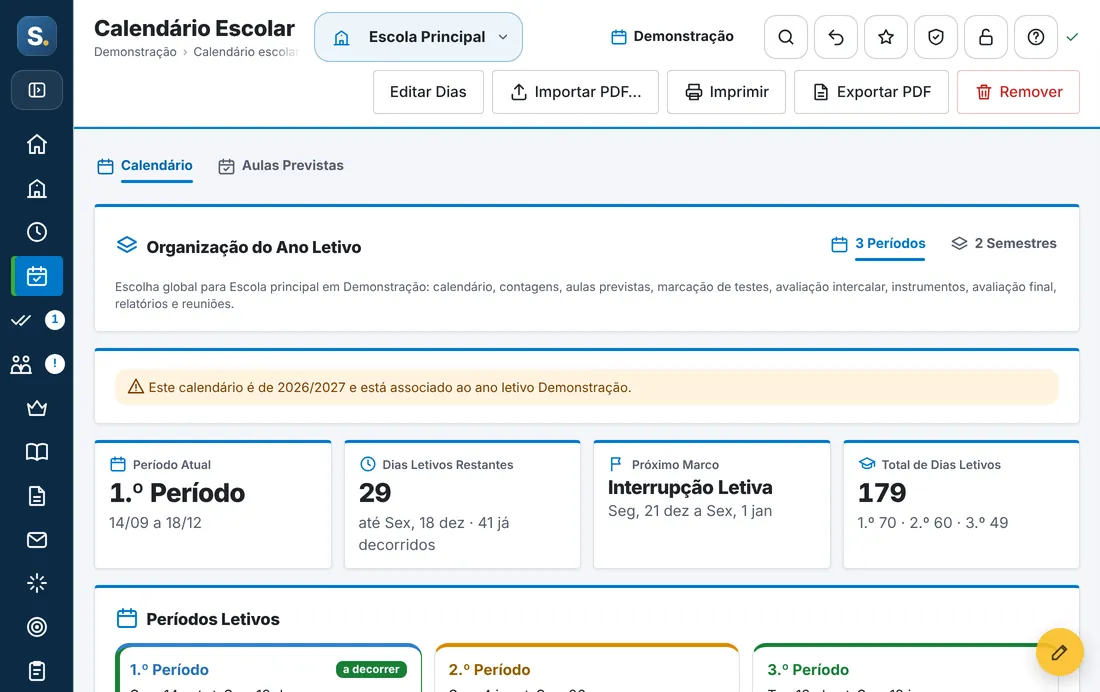 S.
Calendário Escolar
Demonstração › Calendário escolar
Escola Principal
Demonstração
Editar Dias
Importar PDF...
Imprimir
Exportar PDF
Remover
Calendário
Aulas Previstas
Organização do Ano Letivo
3 Períodos
2 Semestres
Escolha global para Escola principal em Demonstração: calendário, contagens, aulas previstas, marcação de testes, avaliação intercalar, instrumentos, avaliação final,
relatórios e reuniões.
1
!
Este calendário é de 2026/2027 e está associado ao ano letivo Demonstração.
Período Atual
1.º Período
14/09 a 18/12
Dias Letivos Restantes
29
até Sex, 18 dez · 41 já
decorridos
Próximo Marco
Interrupção Letiva
Seg, 21 dez a Sex, 1 jan
Total de Dias Letivos
179
1.º 70 · 2.º 60 · 3.º 49
Períodos Letivos
1.º Período
a decorrer
2.º Período
3.º Período